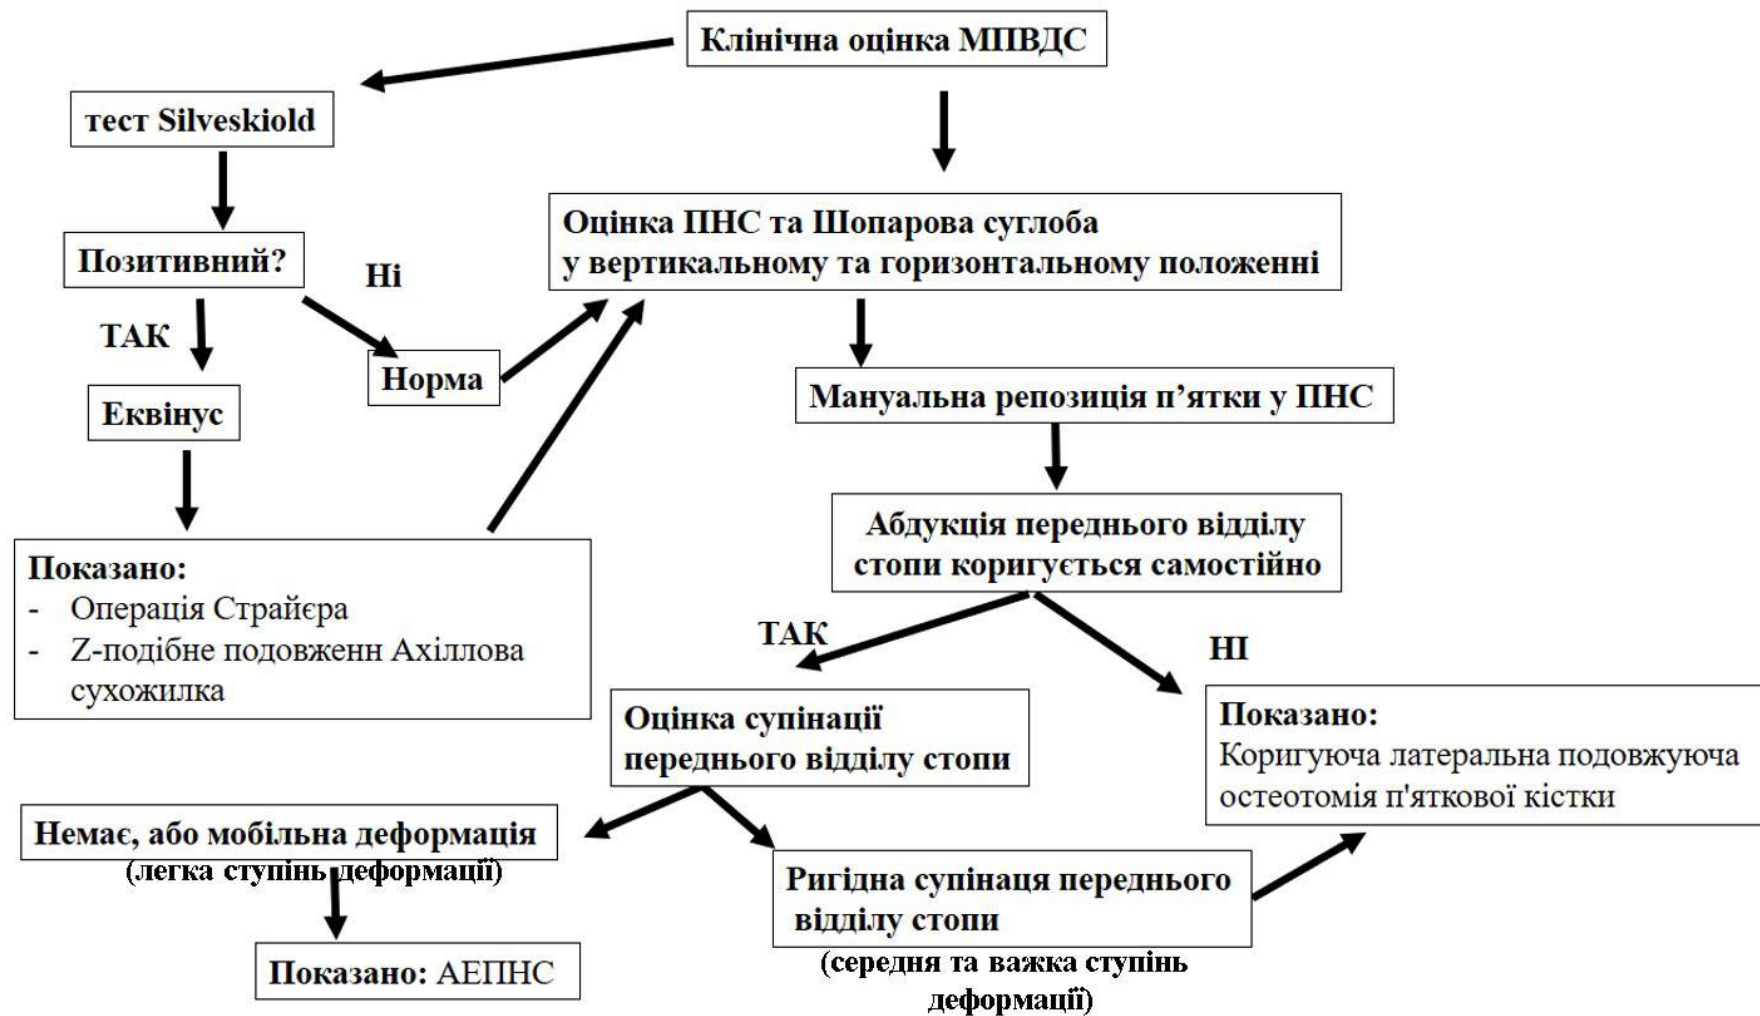 Клінічна оцінка МПВДС
тест Silveskiold
Позитивний?
Ні
ТАК
Норма
Еквінус
Показано:
- Операція Страйєра
- Z-подібне подовженн Ахіллова
сухожилка
Оцінка ПНС та Шопарова суглоба
у вертикальному та горизонтальному положенні
Мануальна репозиція п’ятки у ПНС
Абдукція переднього відділу
стопи коригується самостійно
ТАК
НІ
Оцінка супінації
переднього відділу стопи
Показано:
Коригуюча латеральна подовжуюча
остеотомія п'яткової кістки
Немає, або мобільна деформація
(легка ступінь деформації)
Ригідна супінаця переднього
відділу стопи
(середня та важка ступінь
деформації)
Показано: АЕПНС